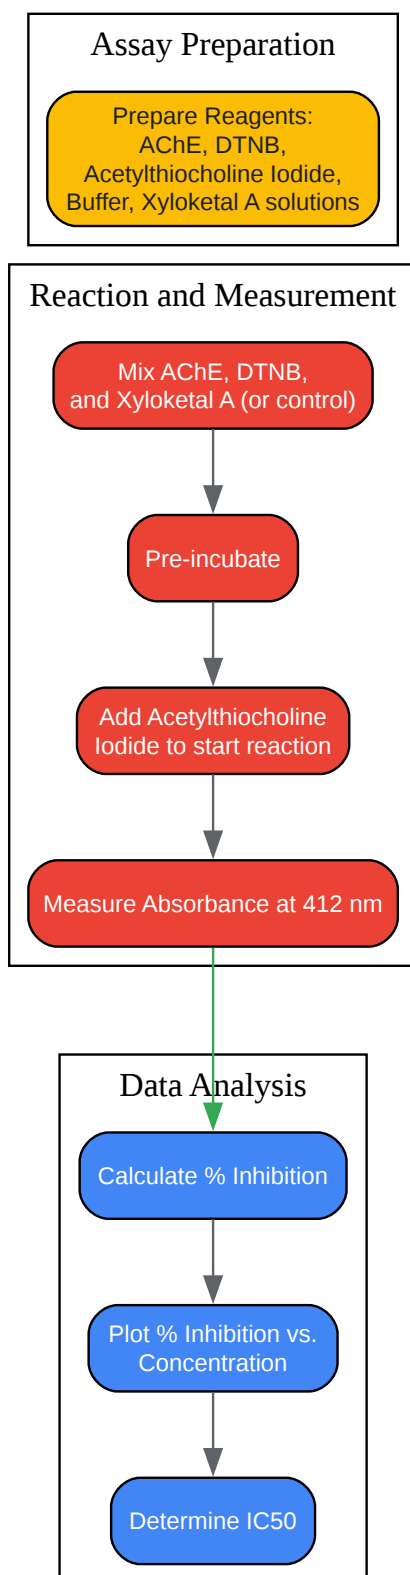 Assay Preparation
Prepare Reagents:
AChE, DTNB,
Acetylthiocholine Iodide,
Buffer, Xyloketal A solutions
Reaction and Measurement
Mix AChE, DTNB,
and Xyloketal A (or control)
Pre-incubate
Add Acetylthiocholine
Iodide to start reaction
Measure Absorbance at 412 nm
Data Analysis
Calculate % Inhibition
Plot % Inhibition vs.
Concentration
Determine IC50